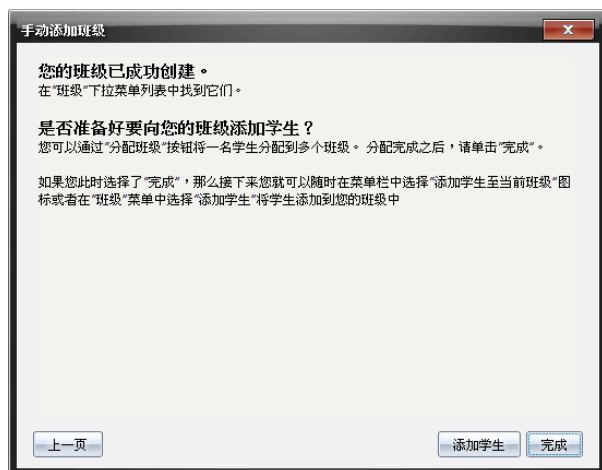 手动添加班级
您的班级已成功创建。
在"班级"下拉菜单列表中找到它们。
是否准备好要向您的班级添加学生？
您可以通过"分配班级"按钮将一名学生分配到多个班级。 分配完成之后，请单击"完成"。
如果您此时选择了"完成"，那么接下来您就可以随时在菜单栏中选择"添加学生至当前班级"图
标或者在"班级"菜单中选择"添加学生"将学生添加到您的班级中
上一页
添加学生
完成